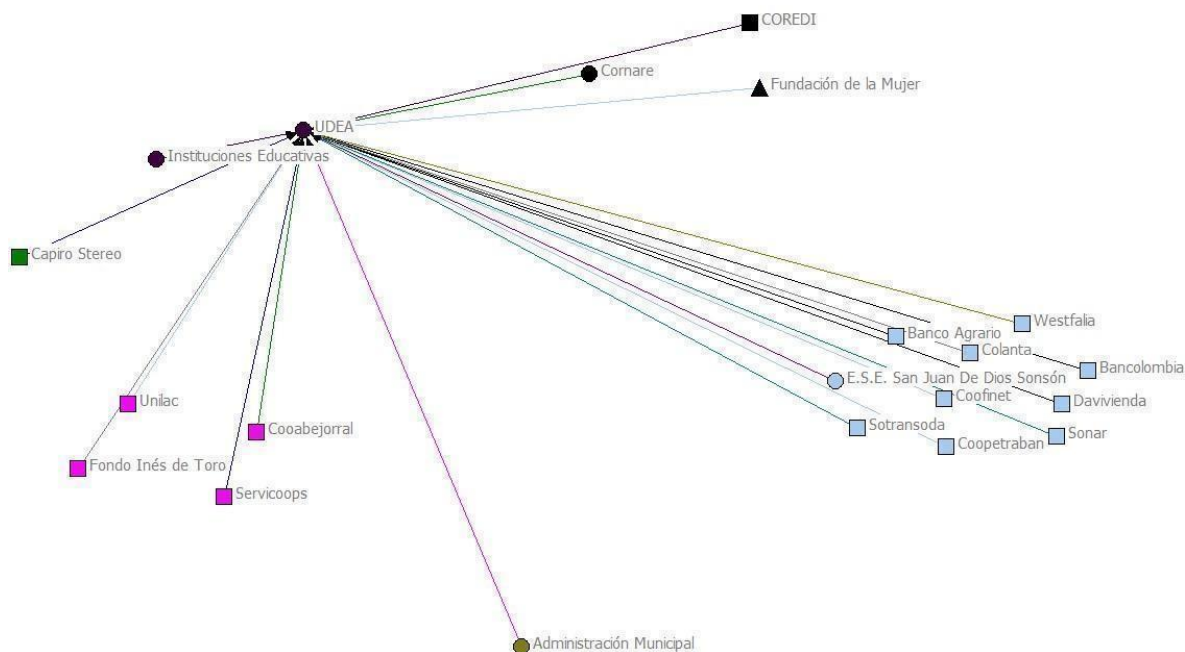 COREDI
Cornare
Fundación de la Mujer
UDEA
Instituciones Educativas
Capiro Stereo
Westfalia
Banco Agrario
Colanta
Bancolombia
E.S.E. San Juan De Dios Sonsón
Coofinet
Davivienda
Unilac
Cooabejorral
Sotransoda
Sonar
Coopetraban
Fondo Inés de Toro
Servicoops
Administración Municipal